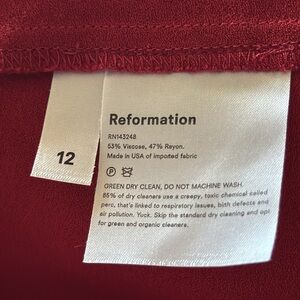 Reformation
RN143248
53% Viscose, 47% Rayon.
Made in USA of imported fabric
P
GREEN DRY CLEAN, DO NOT MACHINE WASH.
85% of dry cleaners use a creepy, toxic chemical called
perc, that's linked to respiratory issues, birth defects and
air pollution. Yuck. Skip the standard dry cleaning and opt
for green and organic cleaners.
12